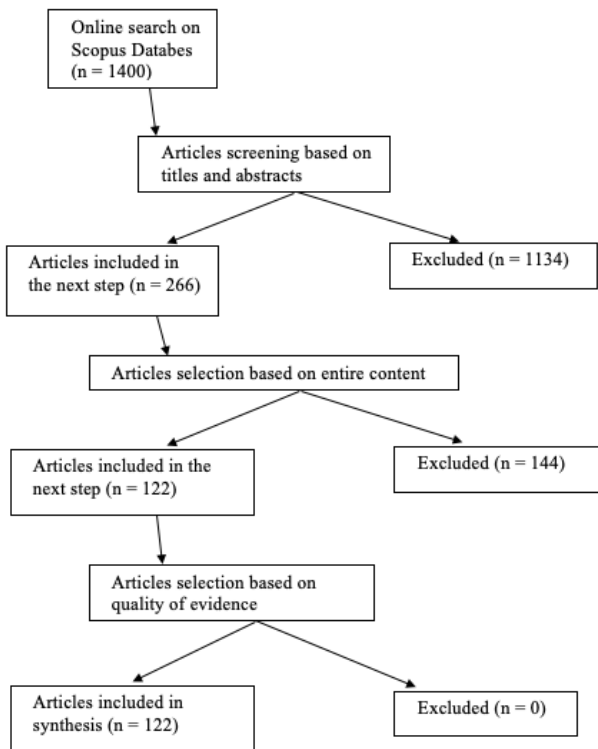 Online search on
Scopus Databes
(n = 1400)
Articles screening based on
titles and abstracts
Articles included in
the next step (n = 266)
Excluded (n = 1134)
Articles selection based on entire content
Articles included in the
next step (n = 122)
Excluded (n = 144)
Articles selection based on
quality of evidence
Articles included in
synthesis (n = 122)
Excluded (n = 0)